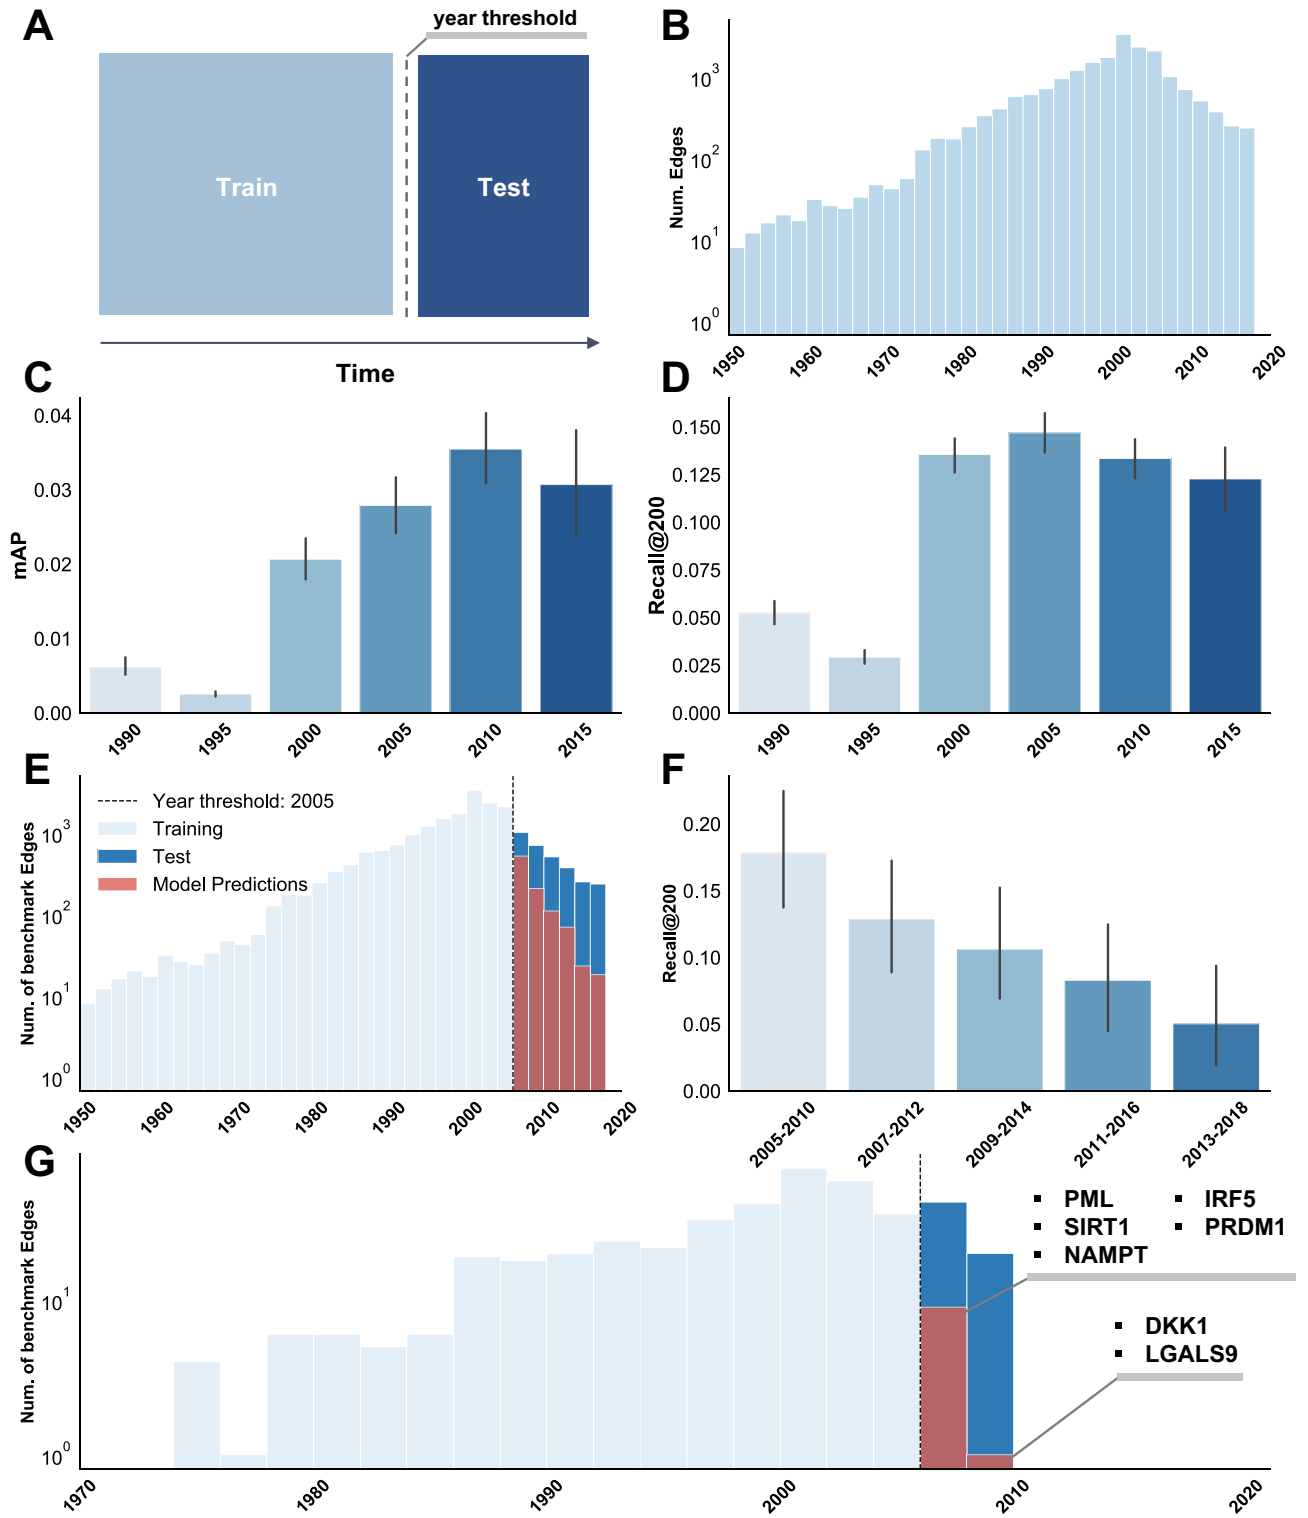 A
year threshold
Train
Test
Time
B
Num. Edges
10^3
10^2
10^1
10^0
1950
1960
1970
1980
1990
2000
2010
2020
C
mAP
0.04
0.03
0.02
0.01
0.00
1990
1995
2000
2005
2010
2015
D
Recall@200
0.150
0.125
0.100
0.075
0.050
0.025
0.000
1990
1995
2000
2005
2010
2015
E
Num. of benchmark Edges
10^3
10^2
10^1
10^0
Year threshold: 2005
Training
Test
Model Predictions
1950
1960
1970
1980
1990
2000
2010
2020
F
Recall@200
0.20
0.15
0.10
0.05
0.00
2005-2010
2007-2012
2009-2014
2011-2016
2013-2018
G
Num. of benchmark Edges
10^1
10^0
1970
1980
1990
2000
2010
2020
▪ PML
▪ SIRT1
▪ NAMPT
▪ IRF5
▪ PRDM1
▪ DKK1
▪ LGALS9